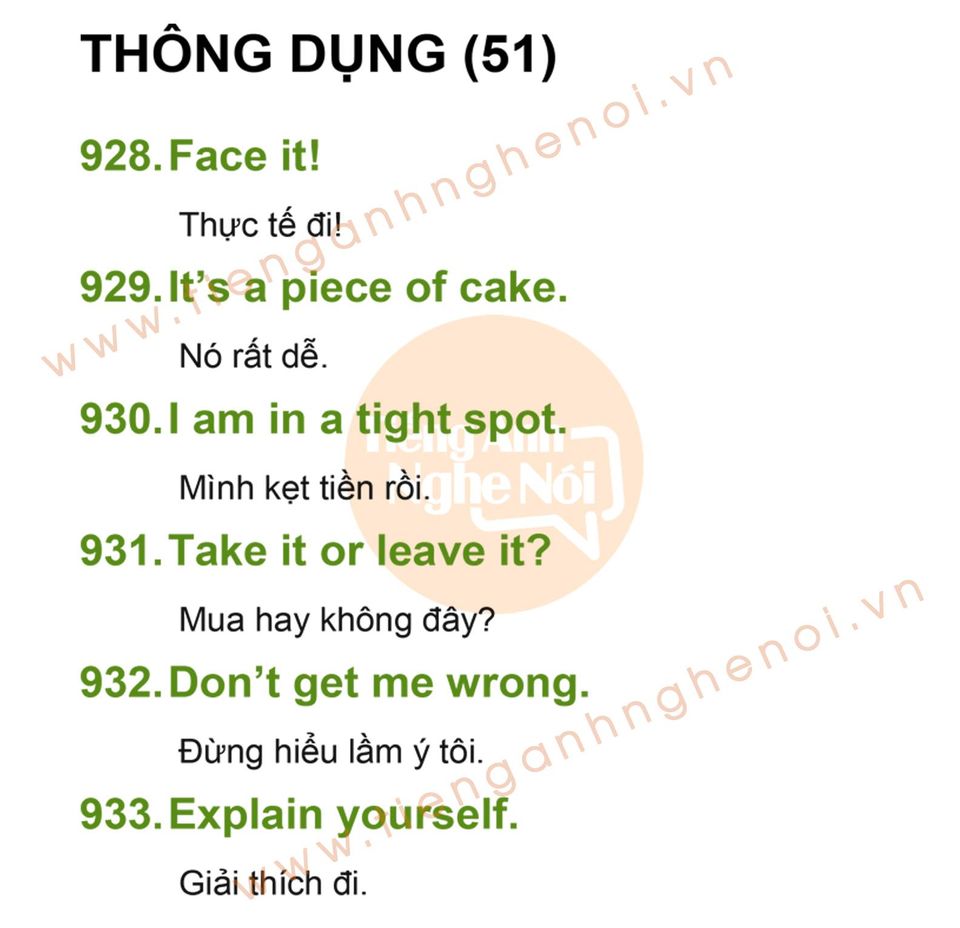 THÔNG DỤNG (51)
928. Face it!
Thực tế đi!
929. It’s a piece of cake.
Nó rất dễ.
930. I am in a tight spot.
Tiếng Anh
Mình kẹt tiền rồi.
Nghe Nói
931. Take it or leave it?
Mua hay không đây?
932. Don’t get me wrong.
Đừng hiểu lầm ý tôi.
933. Explain yourself.
Giải thích đi.
www.tienganhnghenoi.vn
www.tienganhnghenoi.vn